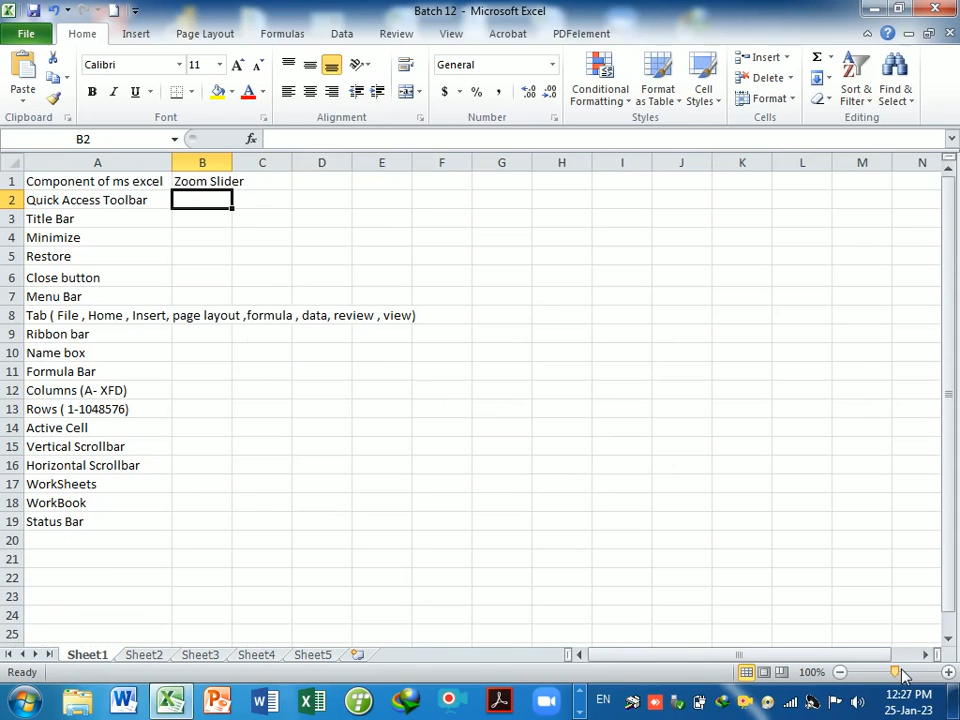 Batch 12 - Microsoft Excel
File Home Insert Page Layout Formulas Data Review View Acrobat PDFelement
Calibri 11 General
Paste
Conditional Formatting Format as Table Cell Styles
Insert
Delete
Format
Sort & Filter Find & Select
Clipboard Font Alignment Number Styles Cells Editing
B2 fx
A B C D E F G H I J K L M N
1 Component of ms excel Zoom Slider
2 Quick Access Toolbar
3 Title Bar
4 Minimize
5 Restore
6 Close button
7 Menu Bar
8 Tab ( File , Home , Insert, page layout ,formula , data, review , view)
9 Ribbon bar
10 Name box
11 Formula Bar
12 Columns (A- XFD)
13 Rows ( 1-1048576)
14 Active Cell
15 Vertical Scrollbar
16 Horizontal Scrollbar
17 WorkSheets
18 WorkBook
19 Status Bar
20
21
22
23
24
25
Sheet1 Sheet2 Sheet3 Sheet4 Sheet5
Ready 100%
EN 12:27 PM
25-Jan-23